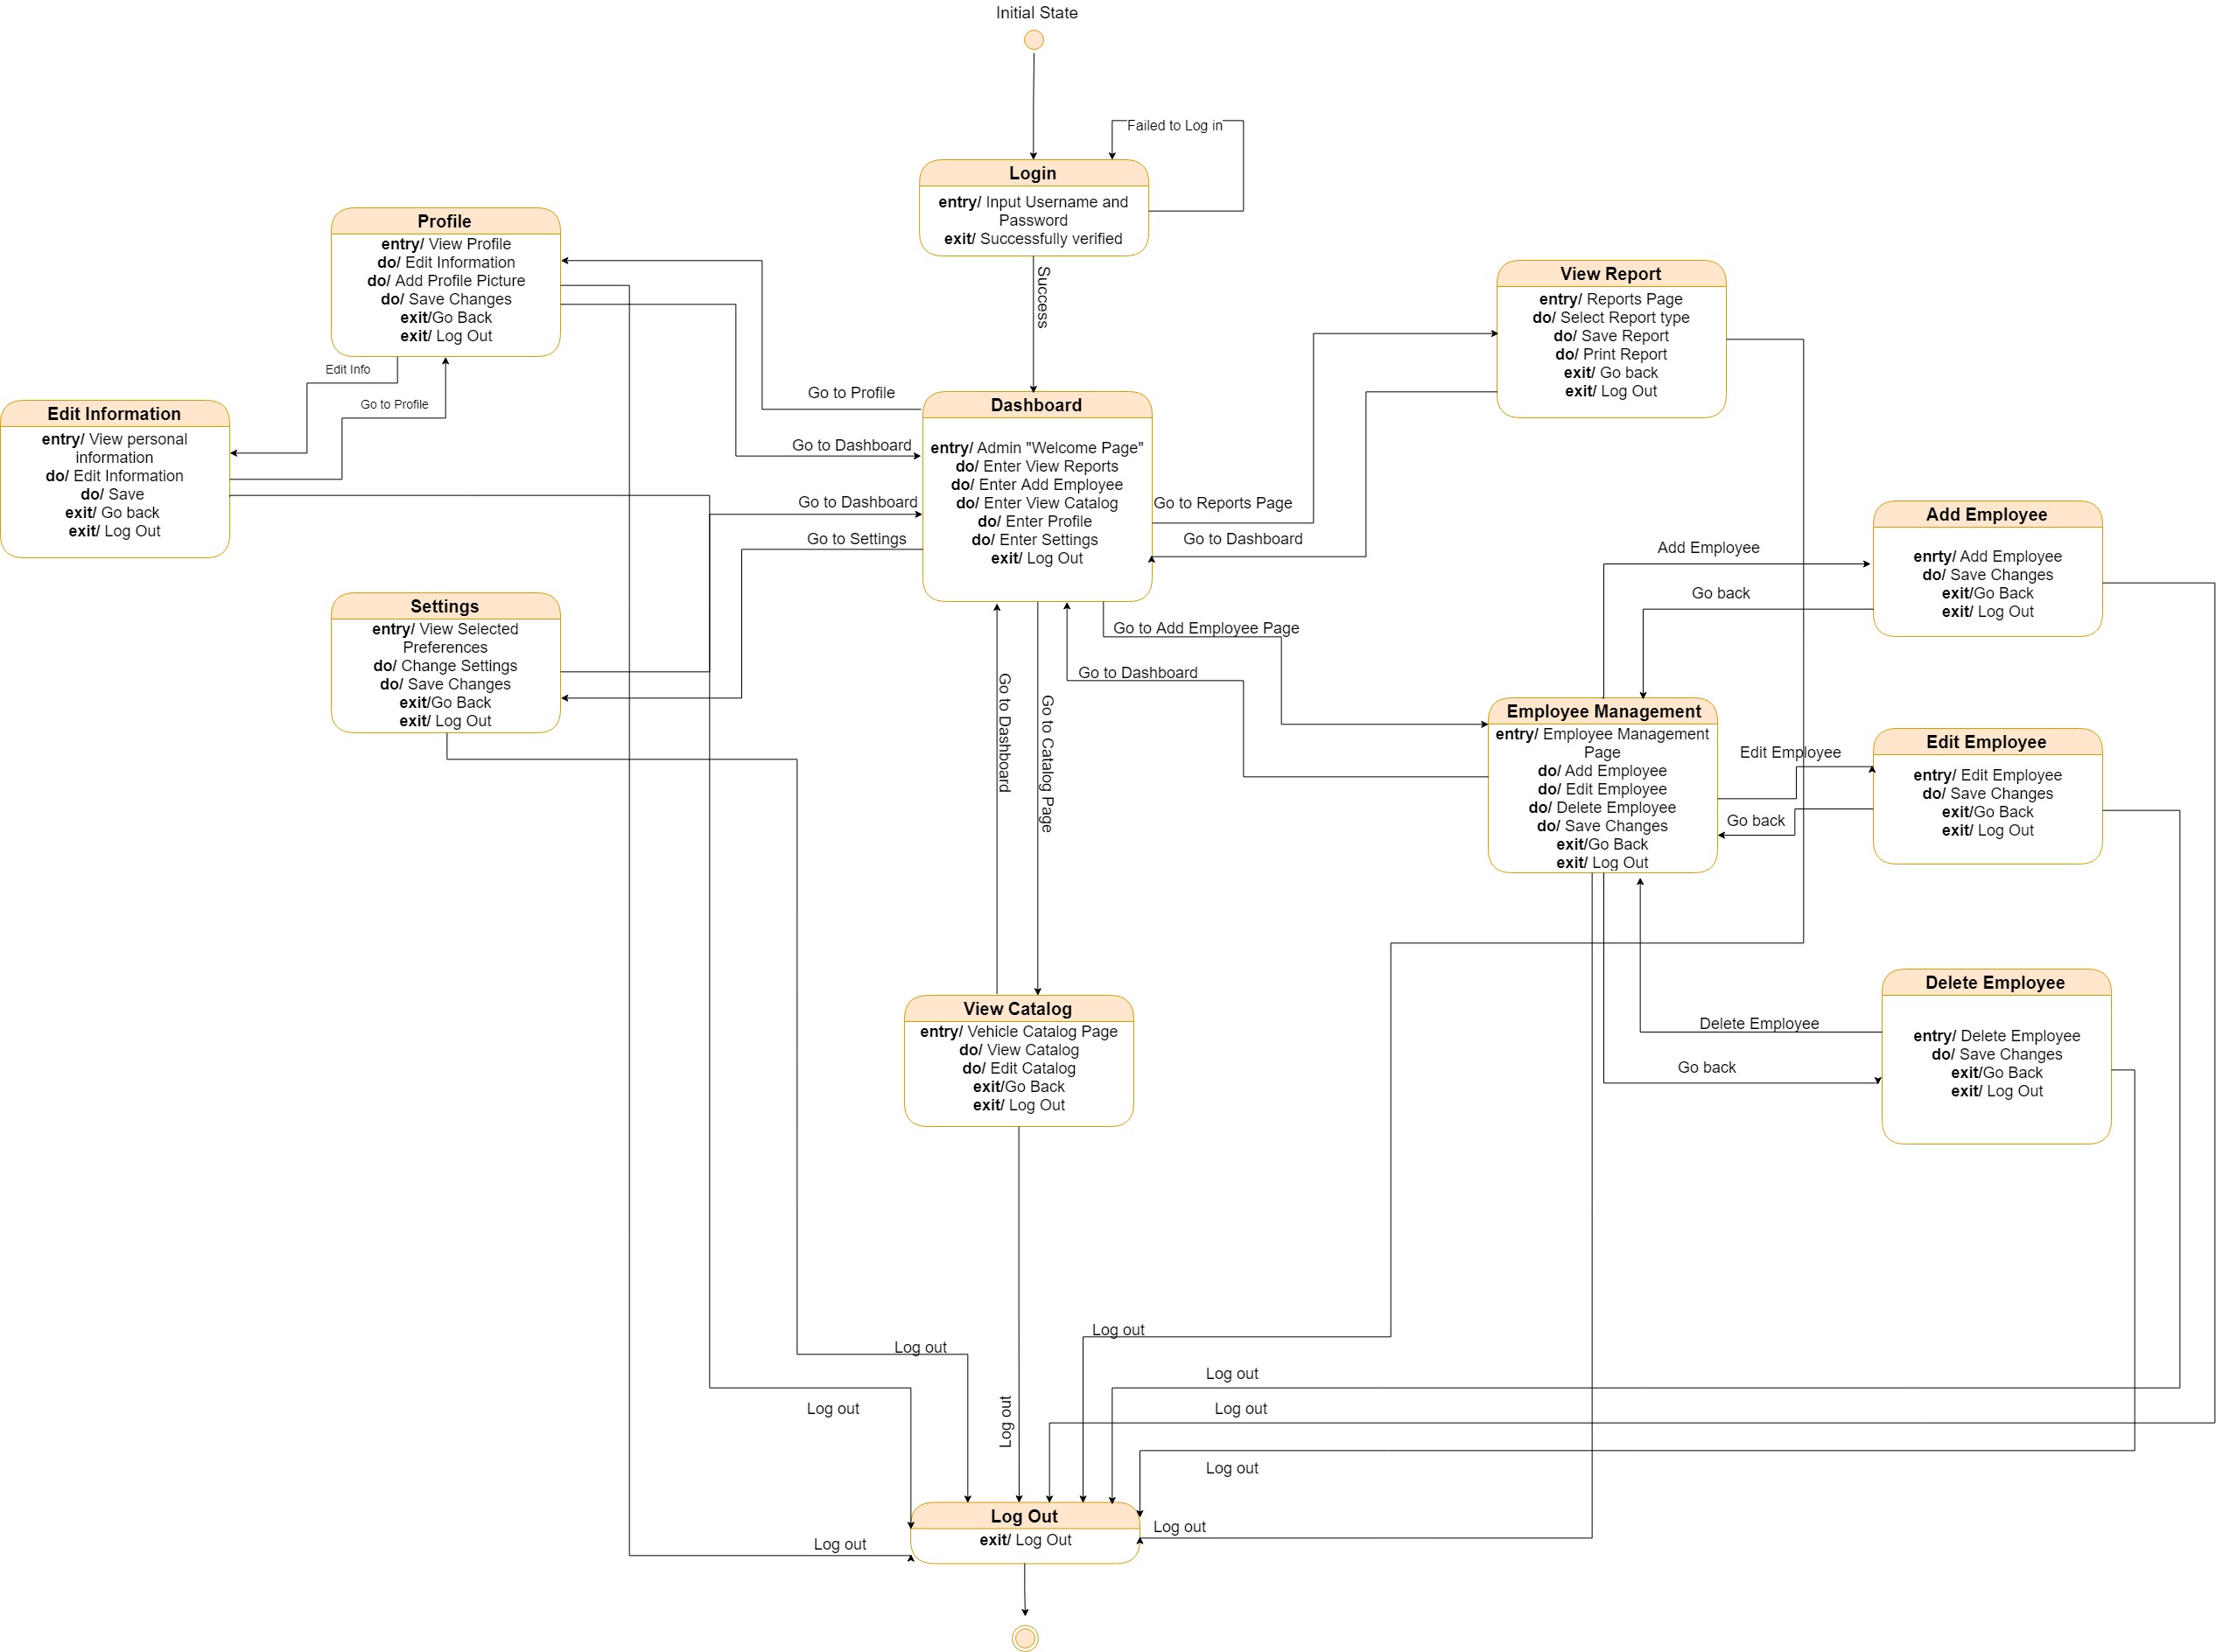 Initial State
Failed to Log in
Login
entry/ Input Username and
Password
exit/ Successfully verified
Success
Profile
entry/ View Profile
do/ Edit Information
do/ Add Profile Picture
do/ Save Changes
exit/Go Back
exit/ Log Out
View Report
entry/ Reports Page
do/ Select Report type
do/ Save Report
do/ Print Report
exit/ Go back
exit/ Log Out
Edit Info
Go to Profile
Edit Information
entry/ View personal
information
do/ Edit Information
do/ Save
exit/ Go back
exit/ Log Out
Go to Profile
Go to Dashboard
Go to Dashboard
Go to Settings
Dashboard
entry/ Admin "Welcome Page"
do/ Enter View Reports
do/ Enter Add Employee
do/ Enter View Catalog
do/ Enter Profile
do/ Enter Settings
exit/ Log Out
Go to Reports Page
Go to Dashboard
Add Employee
enrty/ Add Employee
do/ Save Changes
exit/Go Back
exit/ Log Out
Add Employee
Go back
Settings
entry/ View Selected
Preferences
do/ Change Settings
do/ Save Changes
exit/Go Back
exit/ Log Out
Go to Add Employee Page
Go to Dashboard
Go to Dashboard
Go to Catalog Page
Employee Management
entry/ Employee Management
Page
do/ Add Employee
do/ Edit Employee
do/ Delete Employee
do/ Save Changes
exit/Go Back
exit/ Log Out
Edit Employee
Go back
Edit Employee
entry/ Edit Employee
do/ Save Changes
exit/Go Back
exit/ Log Out
View Catalog
entry/ Vehicle Catalog Page
do/ View Catalog
do/ Edit Catalog
exit/Go Back
exit/ Log Out
Delete Employee
Go back
Delete Employee
entry/ Delete Employee
do/ Save Changes
exit/Go Back
exit/ Log Out
Log out
Log out
Log out
Log out
Log out
Log out
Log out
Log Out
exit/ Log Out
Log out
Log out